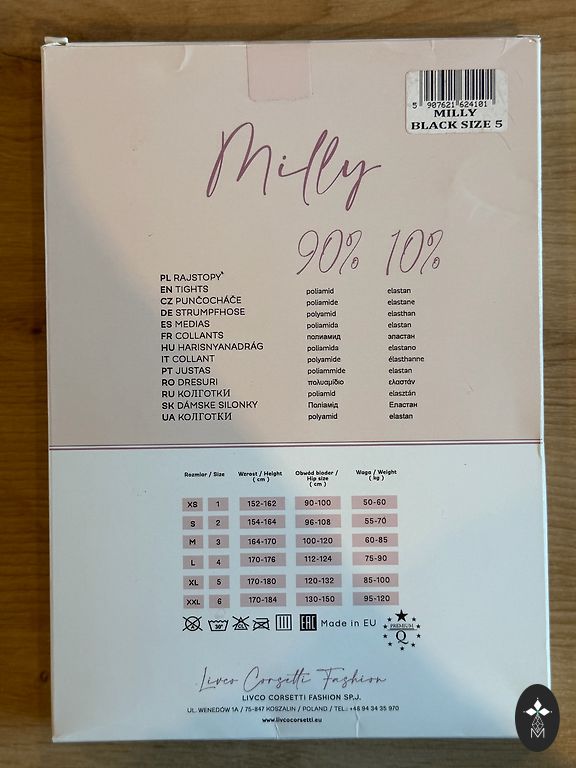 5 907621 624101
MILLY
BLACK SIZE 5
Milly
90% 10%
PL RAJSTOPY poliamid elastan
EN TIGHTS poliamide elastane
CZ PUNČOCHÁČE polyamid elasthan
DE STRUMPFHOSE poliamida elastan
ES MEDIAS полиамид эластан
FR COLLANTS poliamida elastano
HU HARISNYANADRÁG polyamide élasthanne
IT COLLANT poliammide elastan
PT JUSTAS πολυαμίδιο ελαστάν
RO DRESURI poliamid elasztán
RU КОЛГОТКИ Поліамід Еластан
SK DÁMSKE SILONKY polyamid elastan
UA КОЛГОТКИ
Rozmiar / Size Wzrost / Height ( cm ) Obwód bioder / Hip size ( cm ) Waga / Weight ( kg )
XS 1 152-162 90-100 50-60
S 2 154-164 96-108 55-70
M 3 164-170 100-120 60-85
L 4 170-176 112-124 75-90
XL 5 170-180 120-132 85-100
XXL 6 170-184 130-150 95-120
30° CL EAC Made in EU PREMIUM Q
Livco Corsetti Fashion
LIVCO CORSETTI FASHION SP.J.
UL. WENEDÓW 1A / 75-847 KOSZALIN / POLAND / TEL.: +48 94 34 35 970
www.livcocorsetti.eu
M